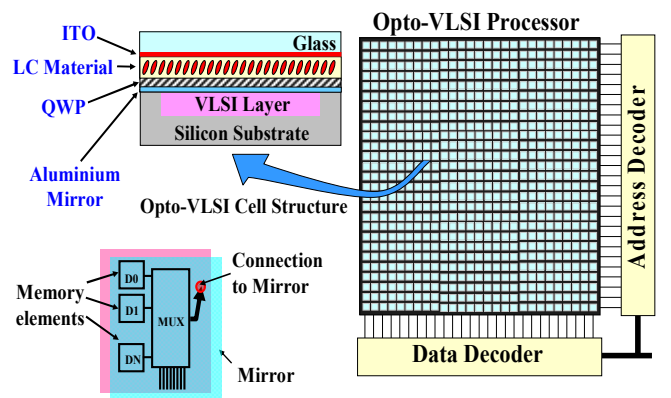 Opto-VLSI Processor
ITO
Glass
LC Material
QWP
VLSI Layer
Silicon Substrate
Aluminium
Mirror
Opto-VLSI Cell Structure
Address Decoder
Connection
to Mirror
D0
Memory
elements
D1
MUX
DN
Mirror
Data Decoder